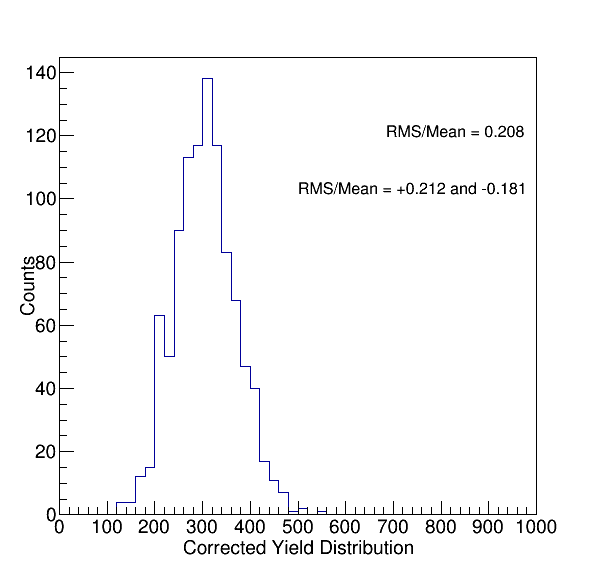 140
120
100
80
60
40
20
0
Counts
RMS/Mean = 0.208
RMS/Mean = +0.212 and -0.181
0 100 200 300 400 500 600 700 800 900 1000
Corrected Yield Distribution